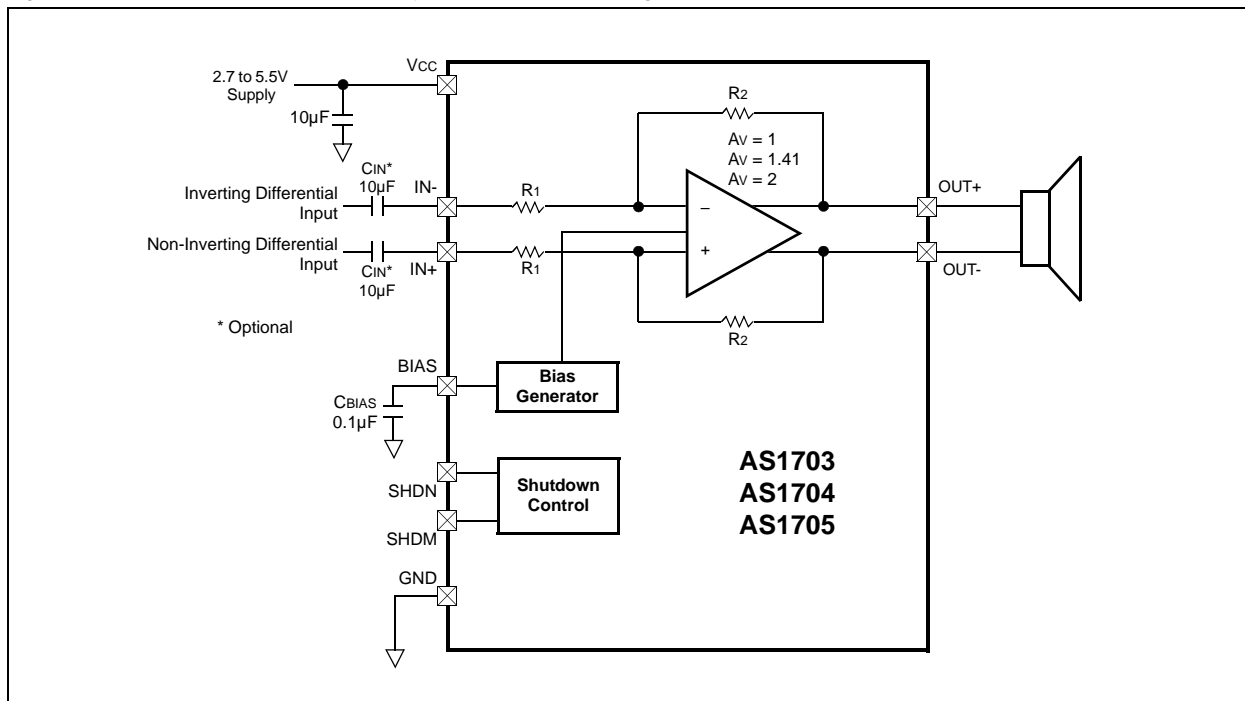 Vcc
2.7 to 5.5V
Supply
10µF
R2
AV = 1
AV = 1.41
AV = 2
CIN*
10µF
IN-
R1
Inverting Differential
Input
−
OUT+
Non-Inverting Differential
Input
CIN*
10µF
IN+
R1
+
OUT-
* Optional
R2
BIAS
Bias
Generator
CBIAS
0.1µF
SHDN
Shutdown
Control
SHDM
AS1703
AS1704
AS1705
GND